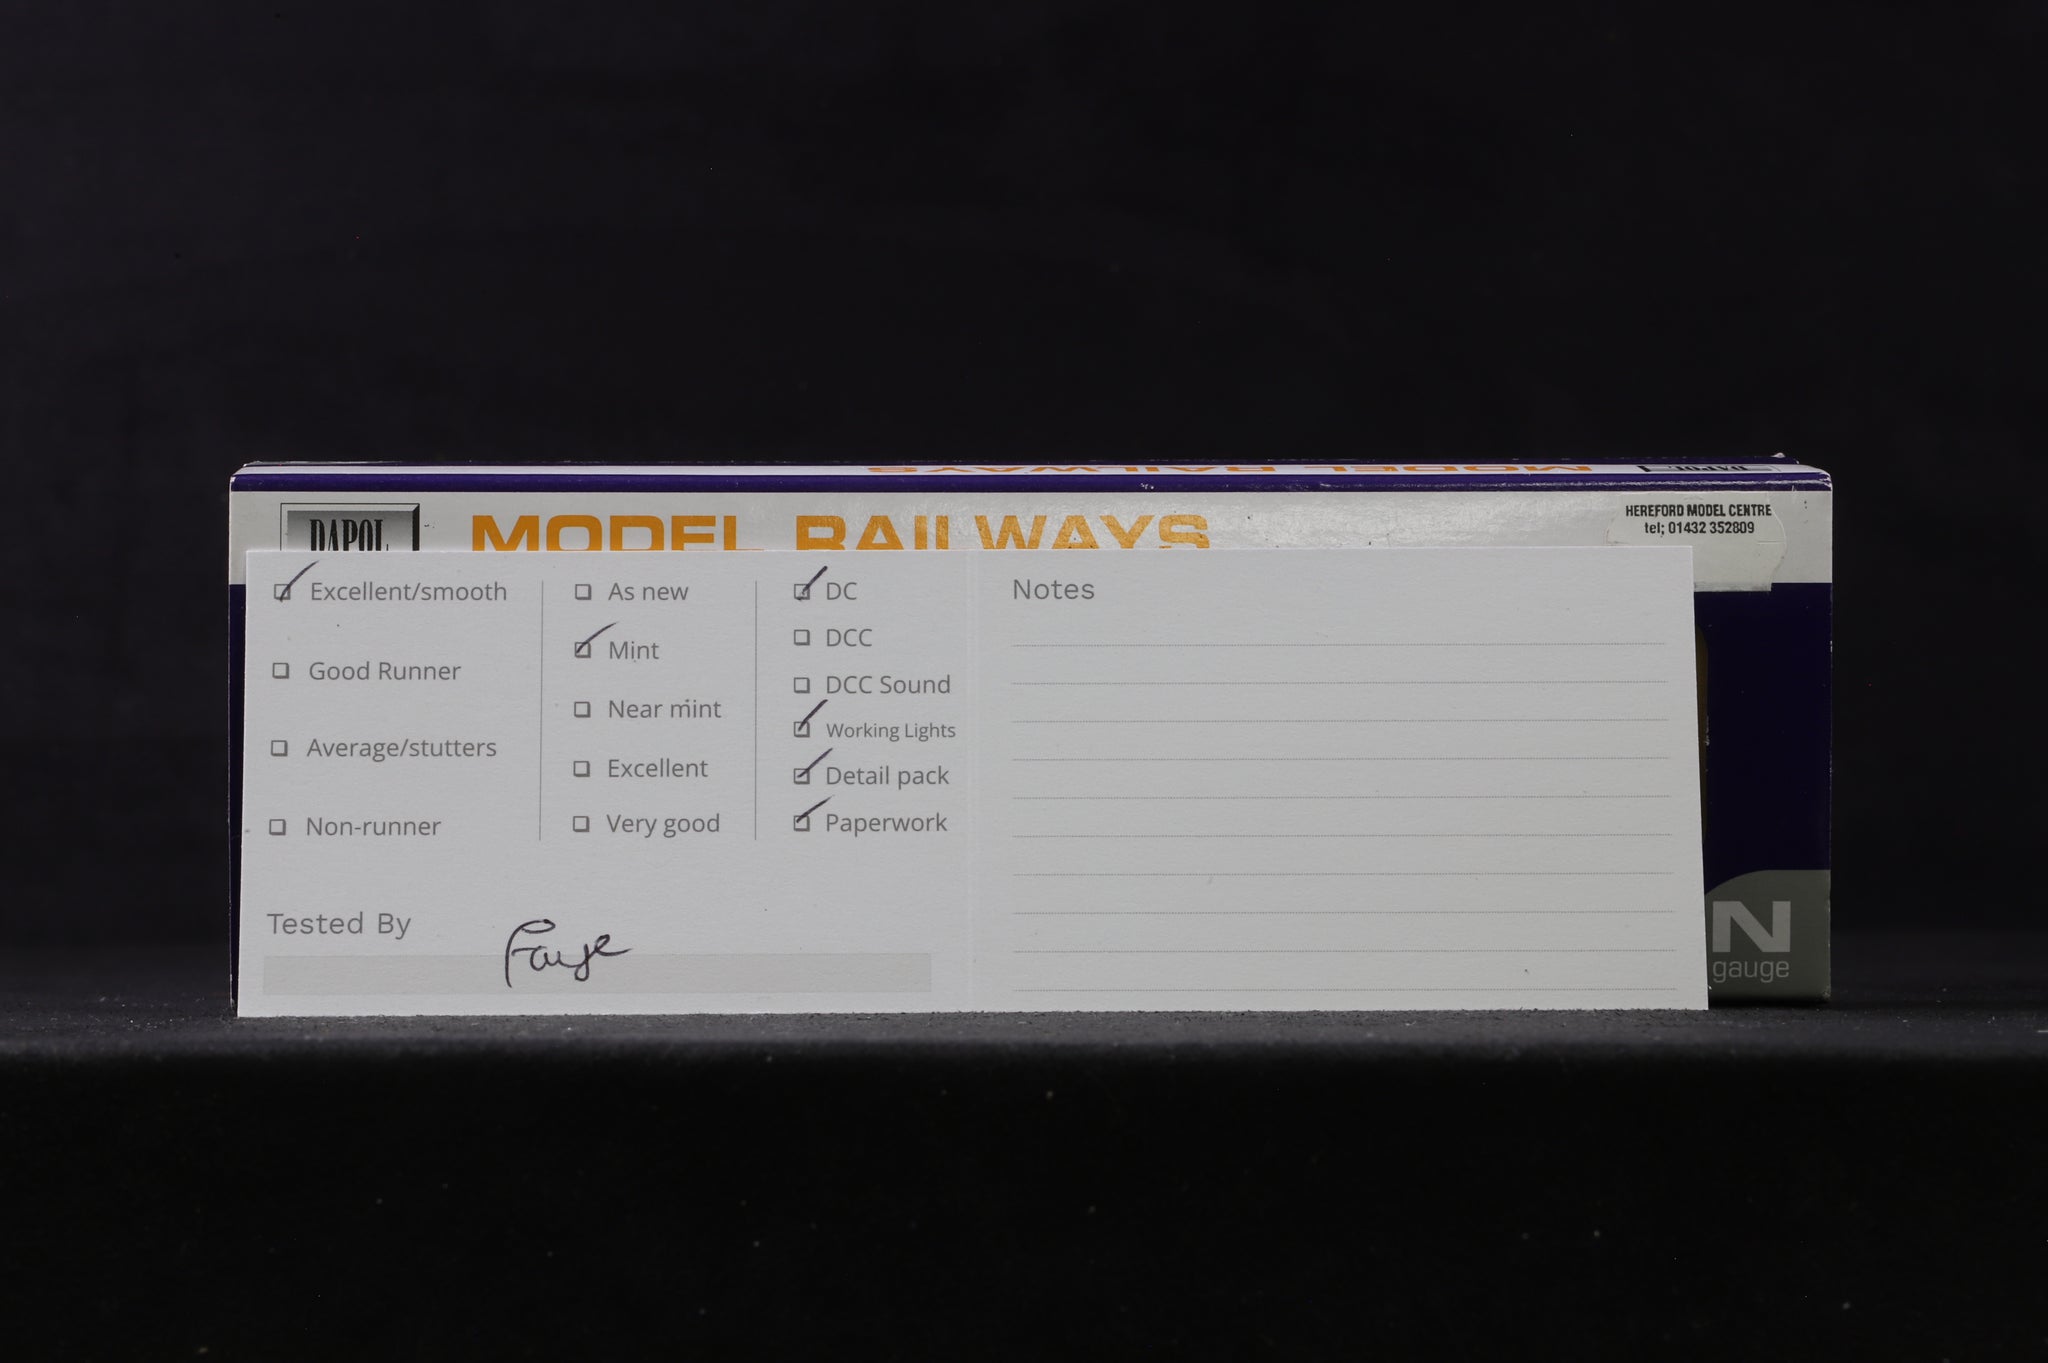 MODEL RAILWAYS
DAPOL
DAPOL
MODEL RAILWAYS
HEREFORD MODEL CENTRE
tel; 01432 352809
Excellent/smooth
Good Runner
Average/stutters
Non-runner
As new
Mint
Near mint
Excellent
Very good
DC
DCC
DCC Sound
Working Lights
Detail pack
Paperwork
Notes
Tested By
Faye
N
gauge